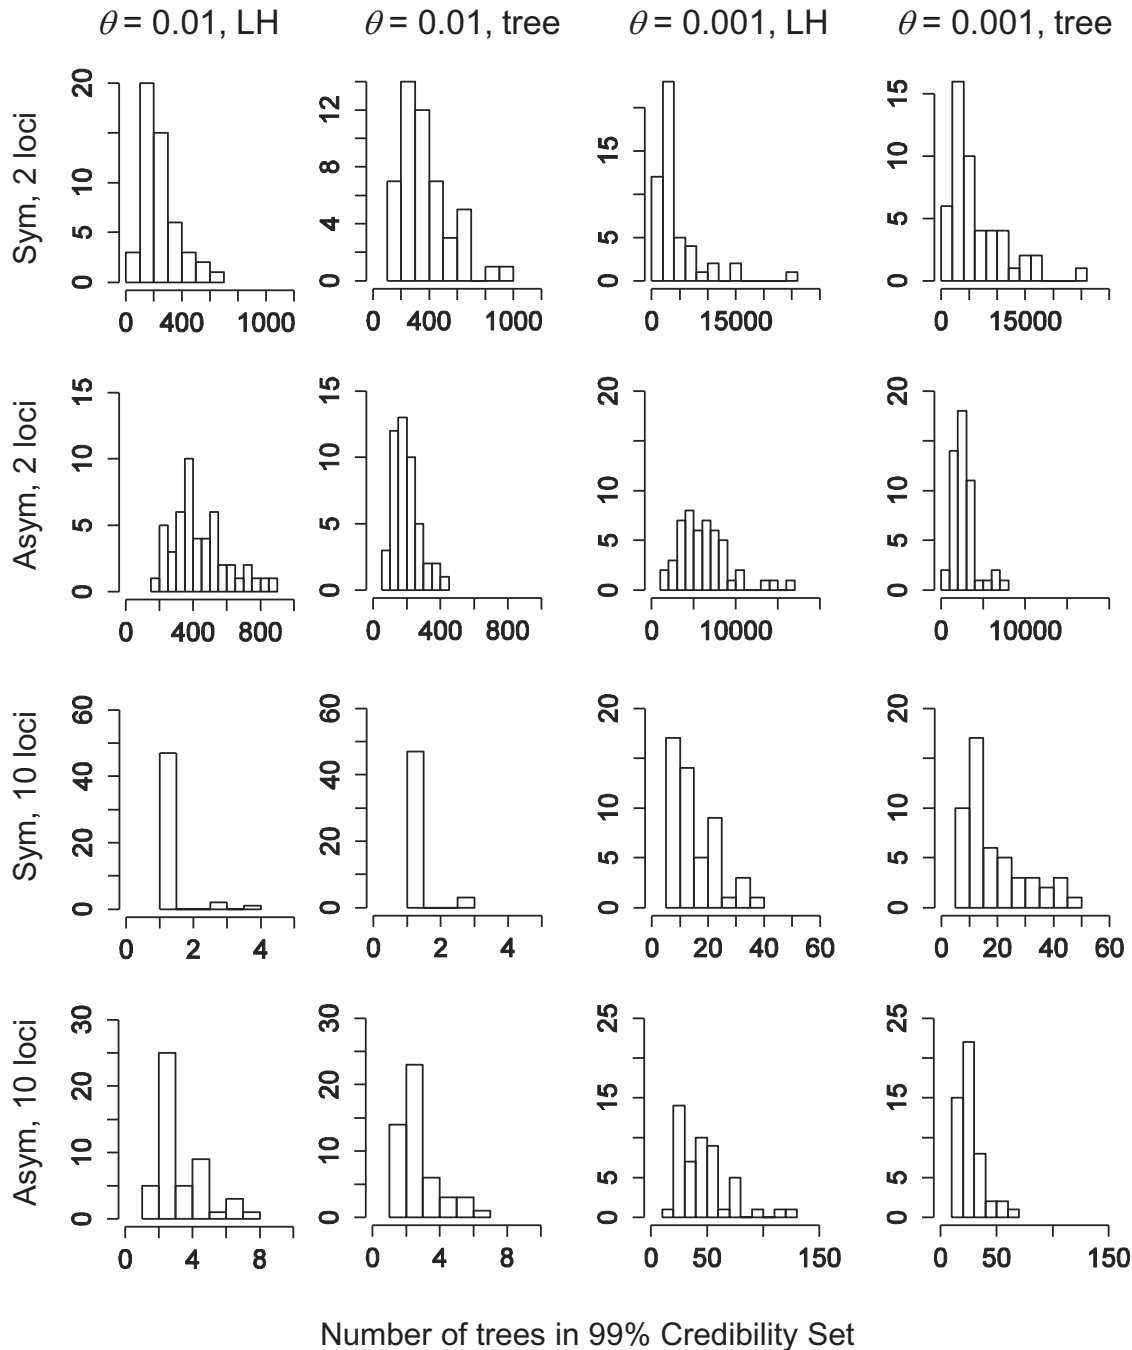 θ = 0.01, LH θ = 0.01, tree θ = 0.001, LH θ = 0.001, tree
Sym, 2 loci
0 5 10 20
0 400 1000
0 4 8 12
0 400 1000
0 5 15
0 15000
0 5 10 15
0 15000
Asym, 2 loci
0 5 10 15
0 400 800
0 5 10 15
0 400 800
0 5 10 20
0 10000
0 5 10 20
0 10000
Sym, 10 loci
0 20 40 60
0 2 4
0 20 40 60
0 2 4
0 5 10 20
0 20 40 60
0 5 10 20
0 20 40 60
Asym, 10 loci
0 10 20 30
0 4 8
0 10 20 30
0 4 8
0 5 15 25
0 50 150
0 5 15 25
0 50 150
Number of trees in 99% Credibility Set